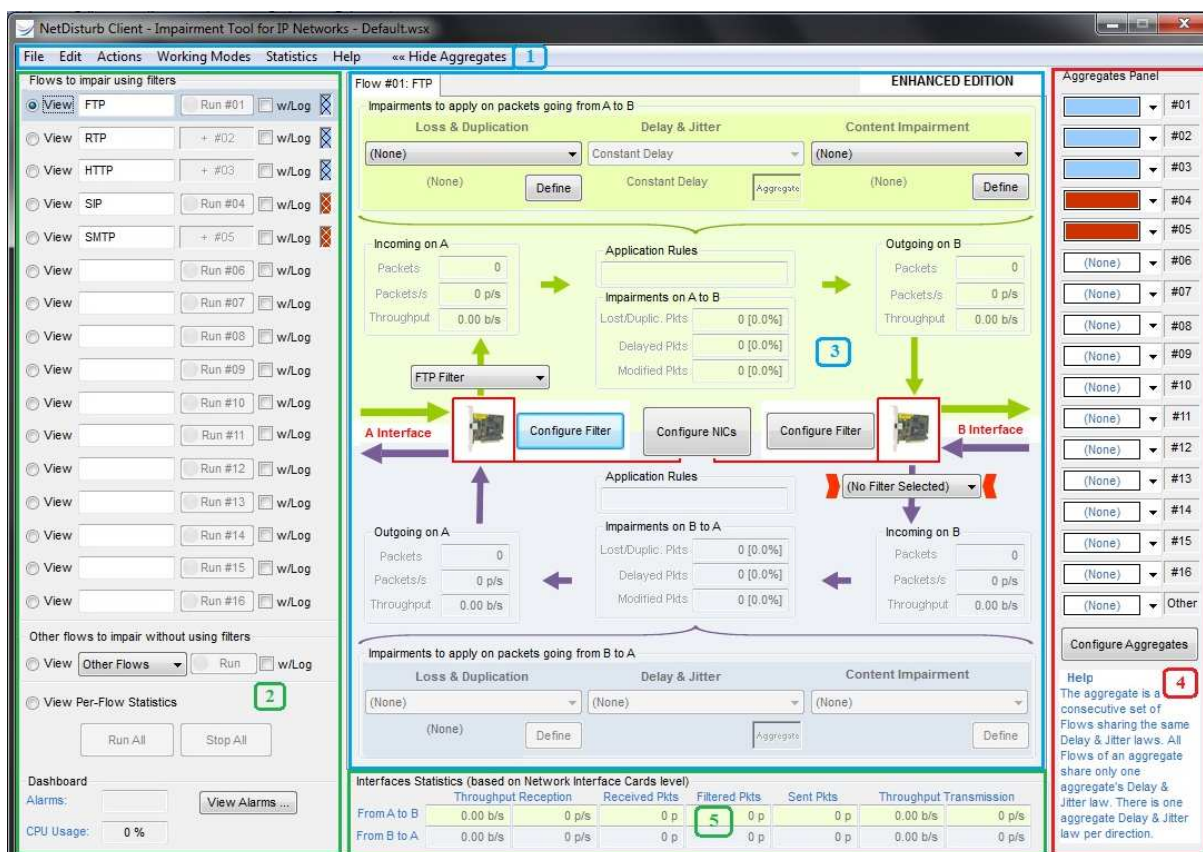 NetDisturb Client - Impairment Tool for IP Networks - Default.wsx
File Edit Actions Working Modes Statistics Help «« Hide Aggregates 1
Flows to impair using filters
View FTP Run #01 w/Log
View RTP + #02 w/Log
View HTTP + #03 w/Log
View SIP Run #04 w/Log
View SMTP + #05 w/Log
View Run #06 w/Log
View Run #07 w/Log
View Run #08 w/Log
View Run #09 w/Log
View Run #10 w/Log
View Run #11 w/Log
View Run #12 w/Log
View Run #13 w/Log
View Run #14 w/Log
View Run #15 w/Log
View Run #16 w/Log
Other flows to impair without using filters
View Other Flows Run w/Log
View Per-Flow Statistics 2
Run All Stop All
Dashboard
Alarms: View Alarms ...
CPU Usage: 0 %
Flow #01: FTP ENHANCED EDITION
Impairments to apply on packets going from A to B
Loss & Duplication Delay & Jitter Content Impairment
(None) Constant Delay (None)
(None) Define Constant Delay Aggregate (None) Define
Incoming on A Application Rules Outgoing on B
Packets 0 Packets 0
Packets/s 0 p/s Impairments on A to B Packets/s 0 p/s
Throughput 0.00 b/s Lost/Duplic. Pkts 0 [0.0%] Throughput 0.00 b/s
Delayed Pkts 0 [0.0%] 3
Modified Pkts 0 [0.0%]
FTP Filter
A Interface Configure Filter Configure NICs Configure Filter B Interface
Application Rules (No Filter Selected)
Outgoing on A Impairments on B to A Incoming on B
Packets 0 Lost/Duplic. Pkts 0 [0.0%] Packets 0
Packets/s 0 p/s Delayed Pkts 0 [0.0%] Packets/s 0 p/s
Throughput 0.00 b/s Modified Pkts 0 [0.0%] Throughput 0.00 b/s
Impairments to apply on packets going from B to A
Loss & Duplication Delay & Jitter Content Impairment
(None) (None) (None)
(None) Define Aggregate Define
Interfaces Statistics (based on Network Interface Cards level)
Throughput Reception Received Pkts Filtered Pkts Sent Pkts Throughput Transmission
From A to B 0.00 b/s 0 p/s 0 p 0 p 0 p 0.00 b/s 0 p/s
5
From B to A 0.00 b/s 0 p/s 0 p 0 p 0 p 0.00 b/s 0 p/s
Aggregates Panel
#01
#02
#03
#04
#05
(None) #06
(None) #07
(None) #08
(None) #09
(None) #10
(None) #11
(None) #12
(None) #13
(None) #14
(None) #15
(None) #16
(None) Other
Configure Aggregates
Help 4
The aggregate is a
consecutive set of
Flows sharing the same
Delay & Jitter laws. All
Flows of an aggregate
share only one
aggregate's Delay &
Jitter law. There is one
aggregate Delay & Jitter
law per direction.